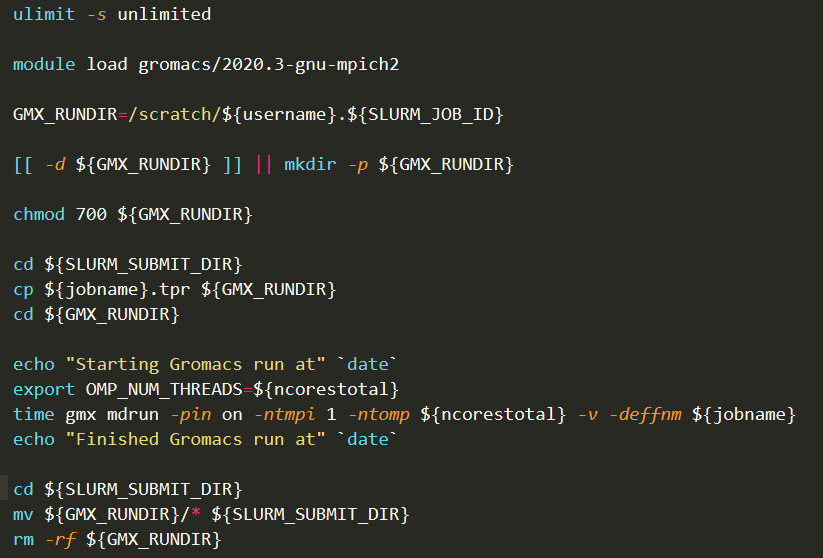 ulimit -s unlimited
module load gromacs/2020.3-gnu-mpich2
GMX_RUNDIR=/scratch/${username}.${SLURM_JOB_ID}
[[ -d ${GMX_RUNDIR} ]] || mkdir -p ${GMX_RUNDIR}
chmod 700 ${GMX_RUNDIR}
cd ${SLURM_SUBMIT_DIR}
cp ${jobname}.tpr ${GMX_RUNDIR}
cd ${GMX_RUNDIR}
echo "Starting Gromacs run at" `date`
export OMP_NUM_THREADS=${ncorestotal}
time gmx mdrun -pin on -ntmpi 1 -ntomp ${ncorestotal} -v -deffnm ${jobname}
echo "Finished Gromacs run at" `date`
cd ${SLURM_SUBMIT_DIR}
mv ${GMX_RUNDIR}/* ${SLURM_SUBMIT_DIR}
rm -rf ${GMX_RUNDIR}